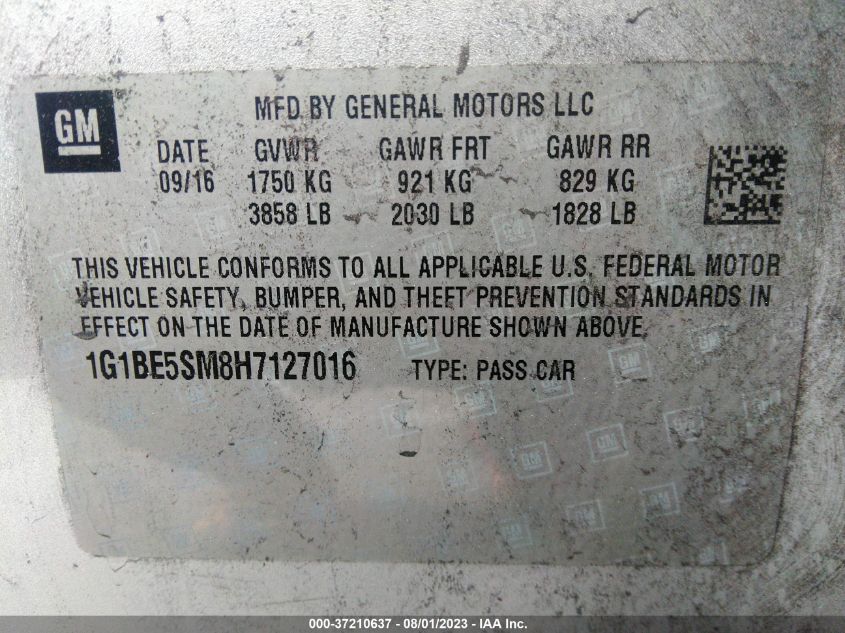 GM
MFD BY GENERAL MOTORS LLC
DATE GVWR GAWR FRT GAWR RR
09/16 1750 KG 921 KG 829 KG
3858 LB 2030 LB 1828 LB
THIS VEHICLE CONFORMS TO ALL APPLICABLE U.S. FEDERAL MOTOR
VEHICLE SAFETY, BUMPER, AND THEFT PREVENTION STANDARDS IN
EFFECT ON THE DATE OF MANUFACTURE SHOWN ABOVE.
1G1BE5SM8H7127016 TYPE: PASS CAR
000-37210637 - 08/01/2023 - IAA Inc.